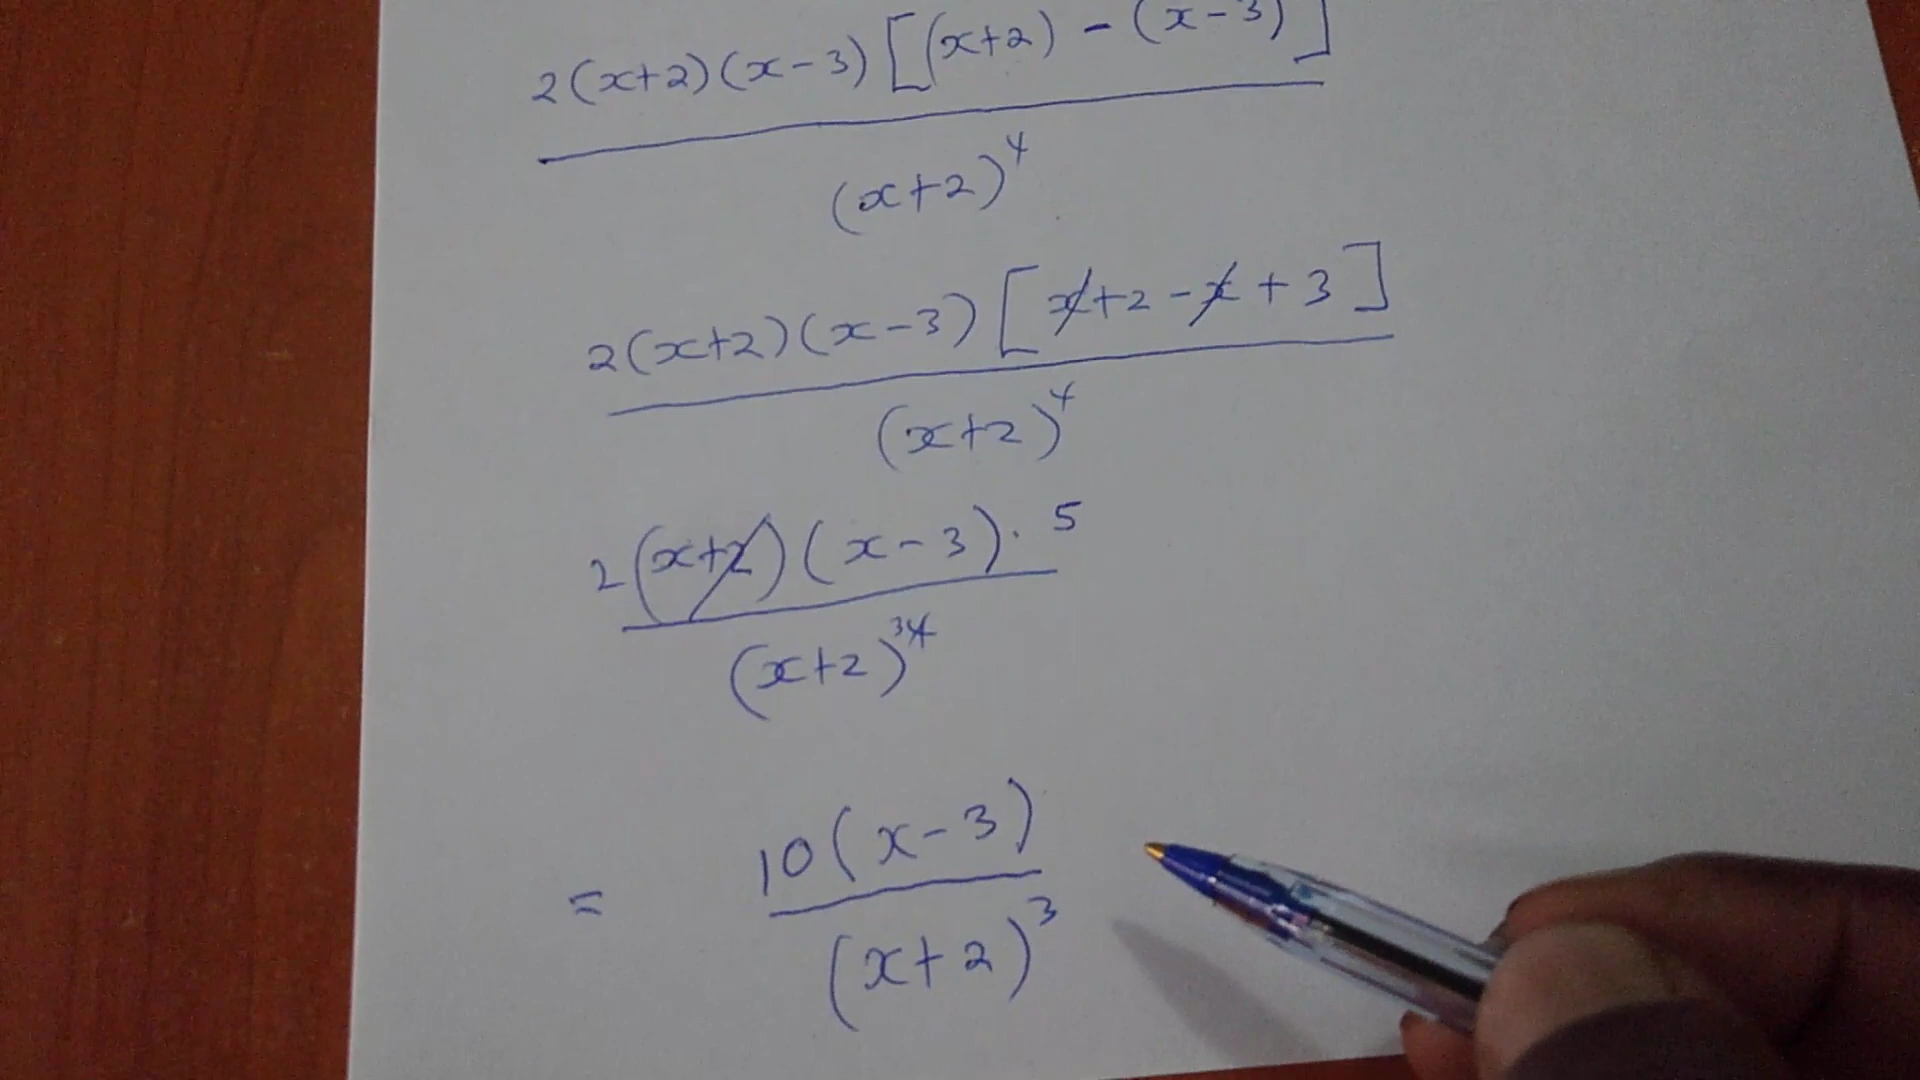 2(x+2)(x-3)[(x+2) - (x-3)]
(x+2)^4
2(x+2)(x-3)[x+2-x+3]
(x+2)^4
2(x+2)(x-3). 5
(x+2)^34
= 10(x-3)
(x+2)^3